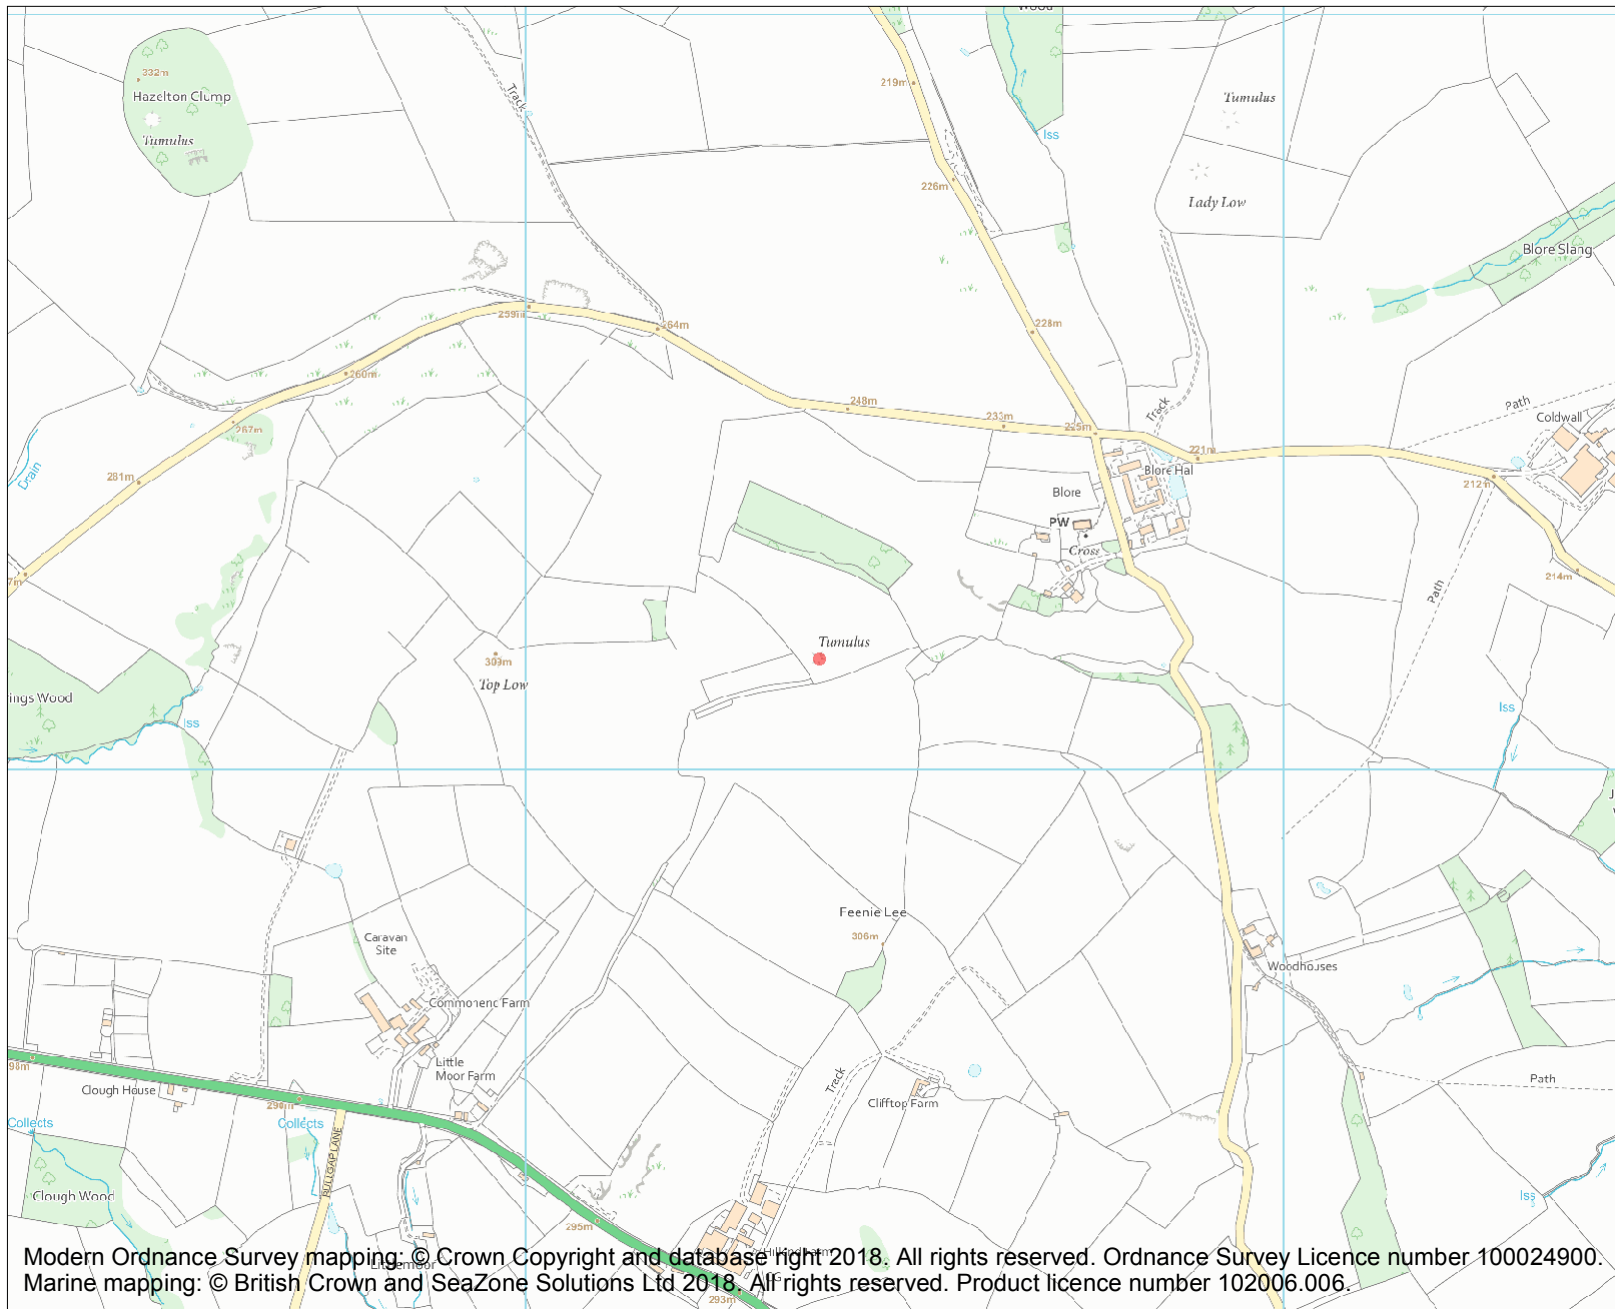 332m
Hazelton Clump
Tumulus
Track
219m
Iss
Tumulus
226m
Lady Low
Blore Slang
259m
264m
228m
260m
248m
233m
225m
Track
Path
Coldwall
267m
281m
Drain
221m
Blore Hall
212m
Blore
PW
Cross
214m
Path
Tumulus
309m
Top Low
Iss
Iss
Feenie Lee
306m
Caravan
Site
Woodhouses
Little
Moor Farm
Clough House
Track
Clifftop Farm
Path
Collects
Collects
Clough Wood
Iss
295m
293m
Modern Ordnance Survey mapping: © Crown Copyright and database right 2018. All rights reserved. Ordnance Survey Licence number 100024900.
Marine mapping: © British Crown and SeaZone Solutions Ltd 2018. All rights reserved. Product licence number 102006.006.